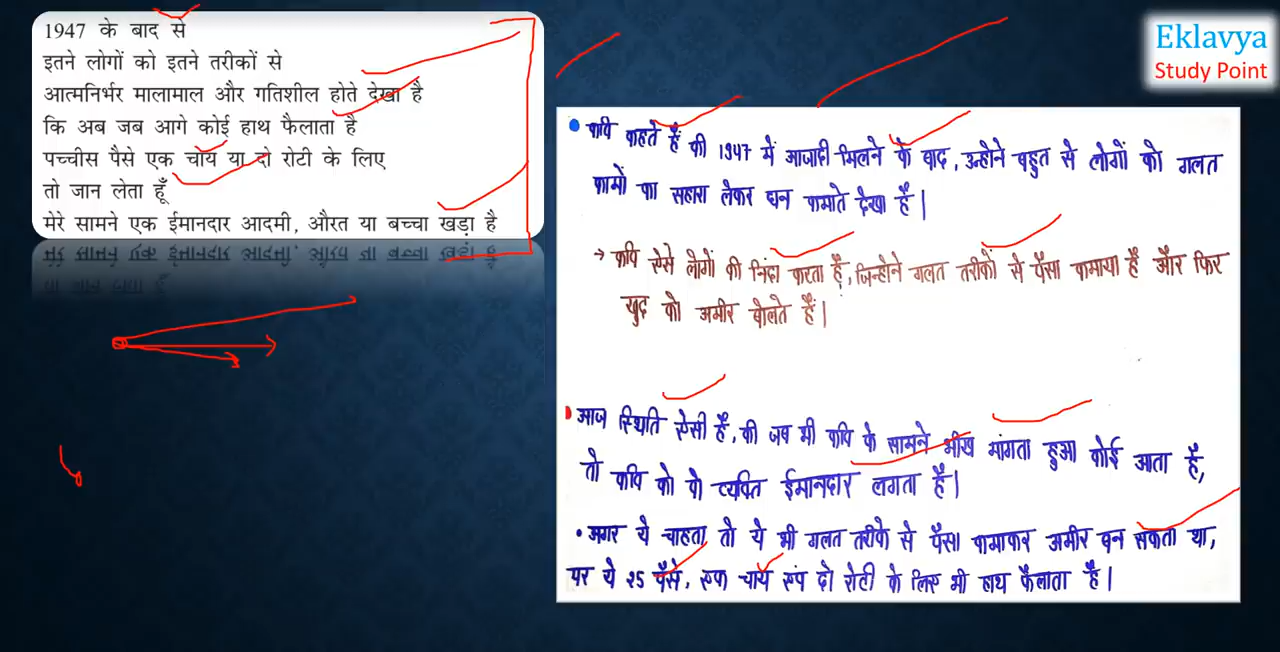 1947 के बाद से
इतने लोगों को इतने तरीकों से
आत्मनिर्भर मालामाल और गतिशील होते देखा है
कि अब जब आगे कोई हाथ फैलाता है
पच्चीस पैसे एक चाय या दो रोटी के लिए
तो जान लेता हूँ
मेरे सामने एक ईमानदार आदमी, औरत या बच्चा खड़ा है
Eklavya
Study Point
• कवि कहते हैं की 1947 में आजादी मिलने के बाद, उन्होने बहुत से लोगों को गलत
कामो का सहारा लेकर धन कमाते देखा है।
→ कवि ऐसे लोगों की निंदा करता है, जिन्होने गलत तरीकों से पैसा कमाया है और फिर
खुद को अमीर बोलते हैं।
• आज स्थिति ऐसी है, की जब भी कवि के सामने भीख मांगता हुआ कोई आता है,
तो कवि को वो व्यक्ति ईमानदार लगता है।
• अगर ये चाहता तो ये भी गलत तरीके से पैसा कमाकर अमीर बन सकता था,
पर ये 25 पैसे, एक चाय एवं दो रोटी के लिए भी हाथ फैलाता है।